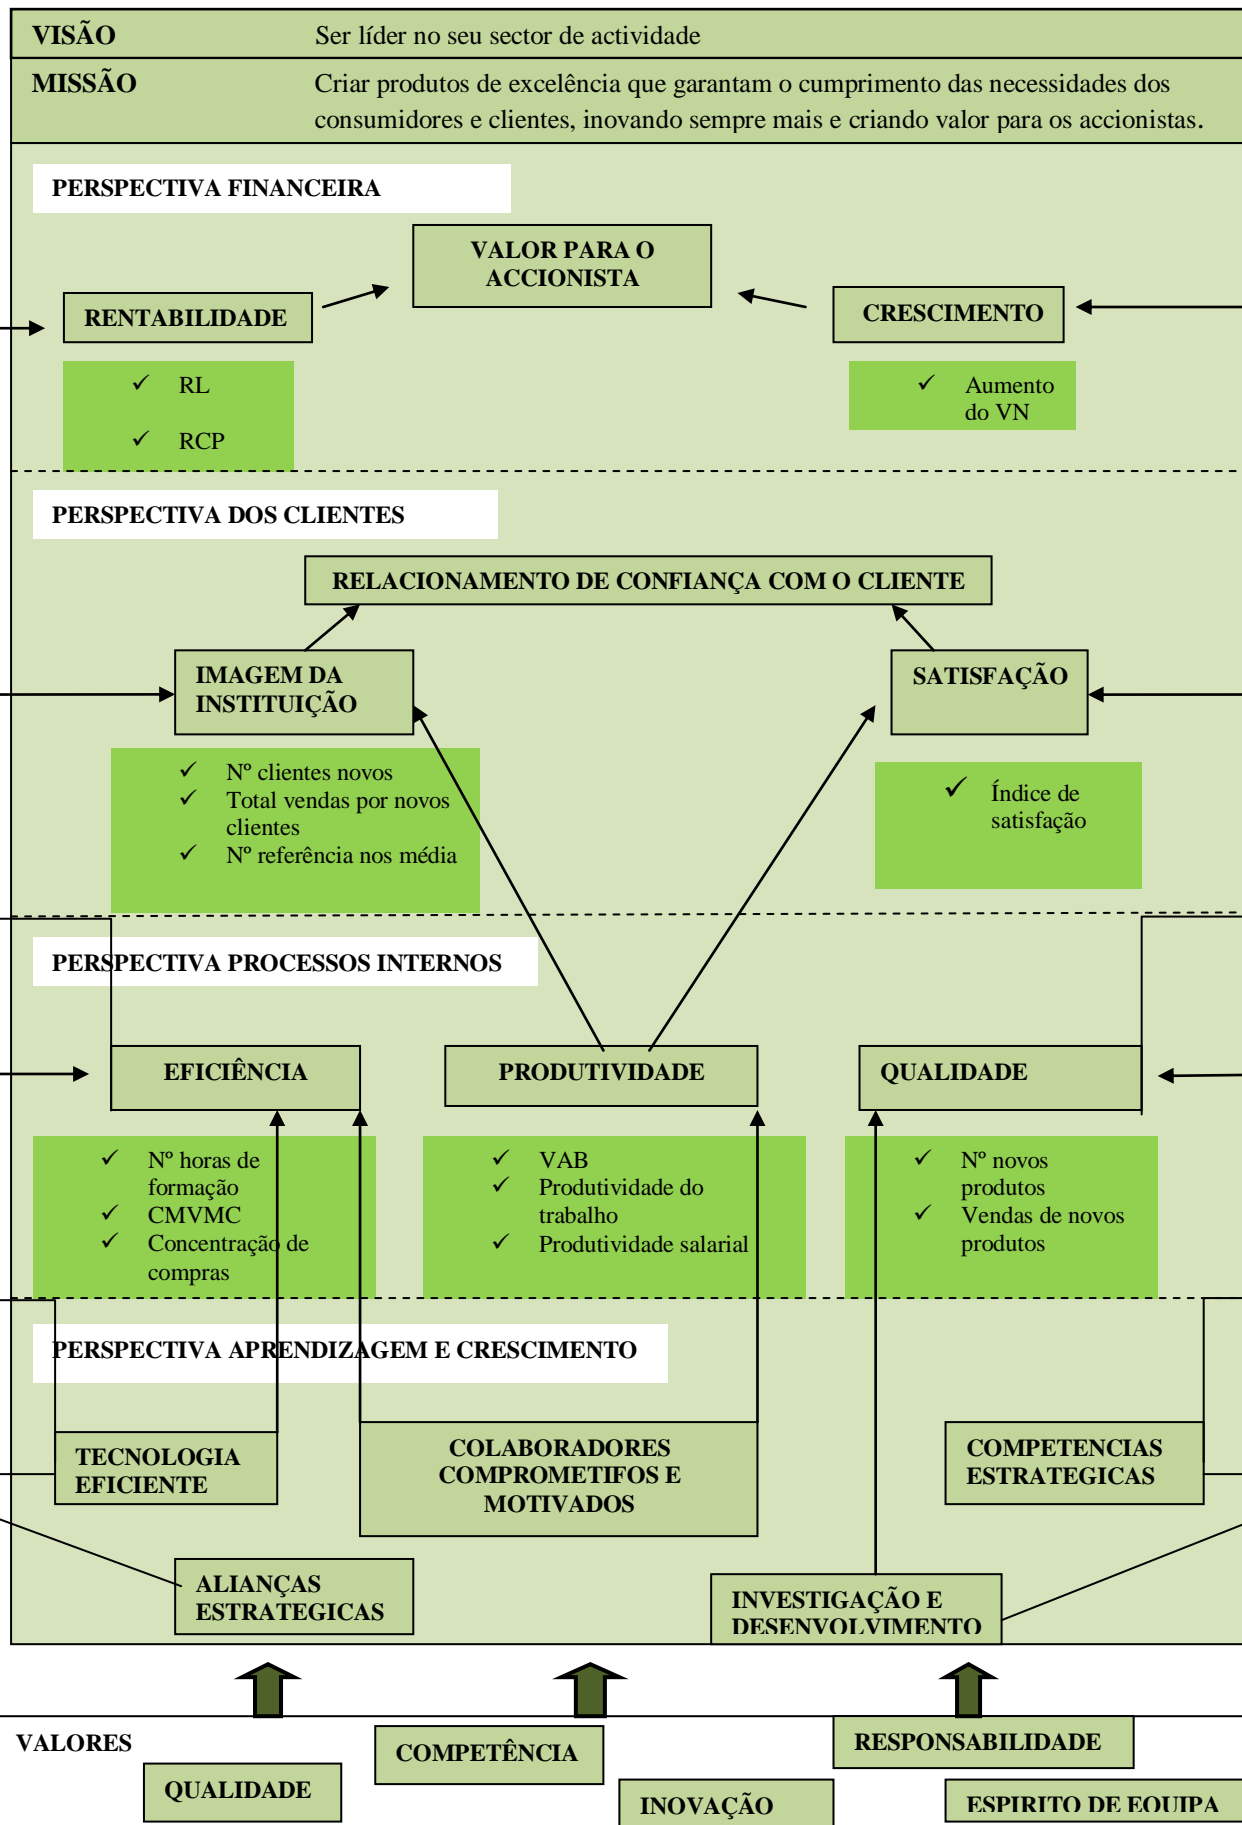 VISÃO Ser líder no seu sector de actividade
MISSÃO Criar produtos de excelência que garantam o cumprimento das necessidades dos
consumidores e clientes, inovando sempre mais e criando valor para os accionistas.
PERSPECTIVA FINANCEIRA
VALOR PARA O
ACCIONISTA
RENTABILIDADE
CRESCIMENTO
✓ RL
✓ RCP
✓ Aumento
do VN
PERSPECTIVA DOS CLIENTES
RELACIONAMENTO DE CONFIANÇA COM O CLIENTE
IMAGEM DA
INSTITUIÇÃO
SATISFAÇÃO
✓ Nº clientes novos
✓ Total vendas por novos
clientes
✓ Nº referência nos média
✓ Índice de
satisfação
PERSPECTIVA PROCESSOS INTERNOS
EFICIÊNCIA
PRODUTIVIDADE
QUALIDADE
✓ Nº horas de
formação
✓ CMVMC
✓ Concentração de
compras
✓ VAB
✓ Produtividade do
trabalho
✓ Produtividade salarial
✓ Nº novos
produtos
✓ Vendas de novos
produtos
PERSPECTIVA APRENDIZAGEM E CRESCIMENTO
TECNOLOGIA
EFICIENTE
COLABORADORES
COMPROMETIFOS E
MOTIVADOS
COMPETENCIAS
ESTRATEGICAS
ALIANÇAS
ESTRATEGICAS
INVESTIGAÇÃO E
DESENVOLVIMENTO
VALORES
QUALIDADE
COMPETÊNCIA
INOVAÇÃO
RESPONSABILIDADE
ESPIRITO DE EQUIPA